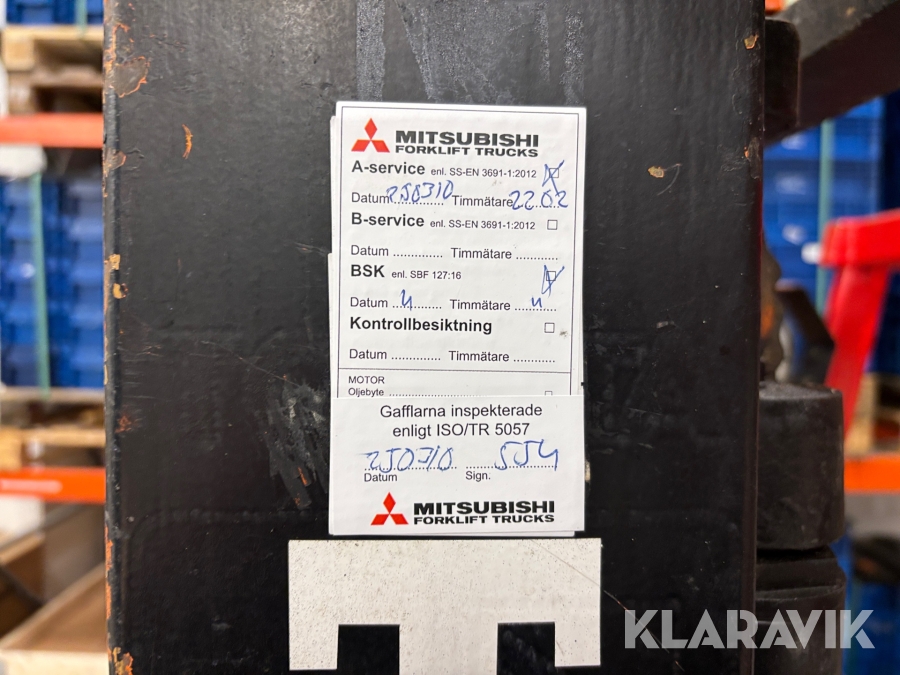 MITSUBISHI
FORKLIFT TRUCKS
A-service enl. SS-EN 3691-1:2012
Datum 250310 Timmätare 2202
B-service enl. SS-EN 3691-1:2012
Datum .............. Timmätare ............
BSK enl. SBF 127:16
Datum 4 Timmätare 4
Kontrollbesiktning
Datum .............. Timmätare ............
MOTOR
Oljebyte
Gafflarna inspekterade
enligt ISO/TR 5057
250310
Datum Sign.
MITSUBISHI
FORKLIFT TRUCKS
KLARAVIK